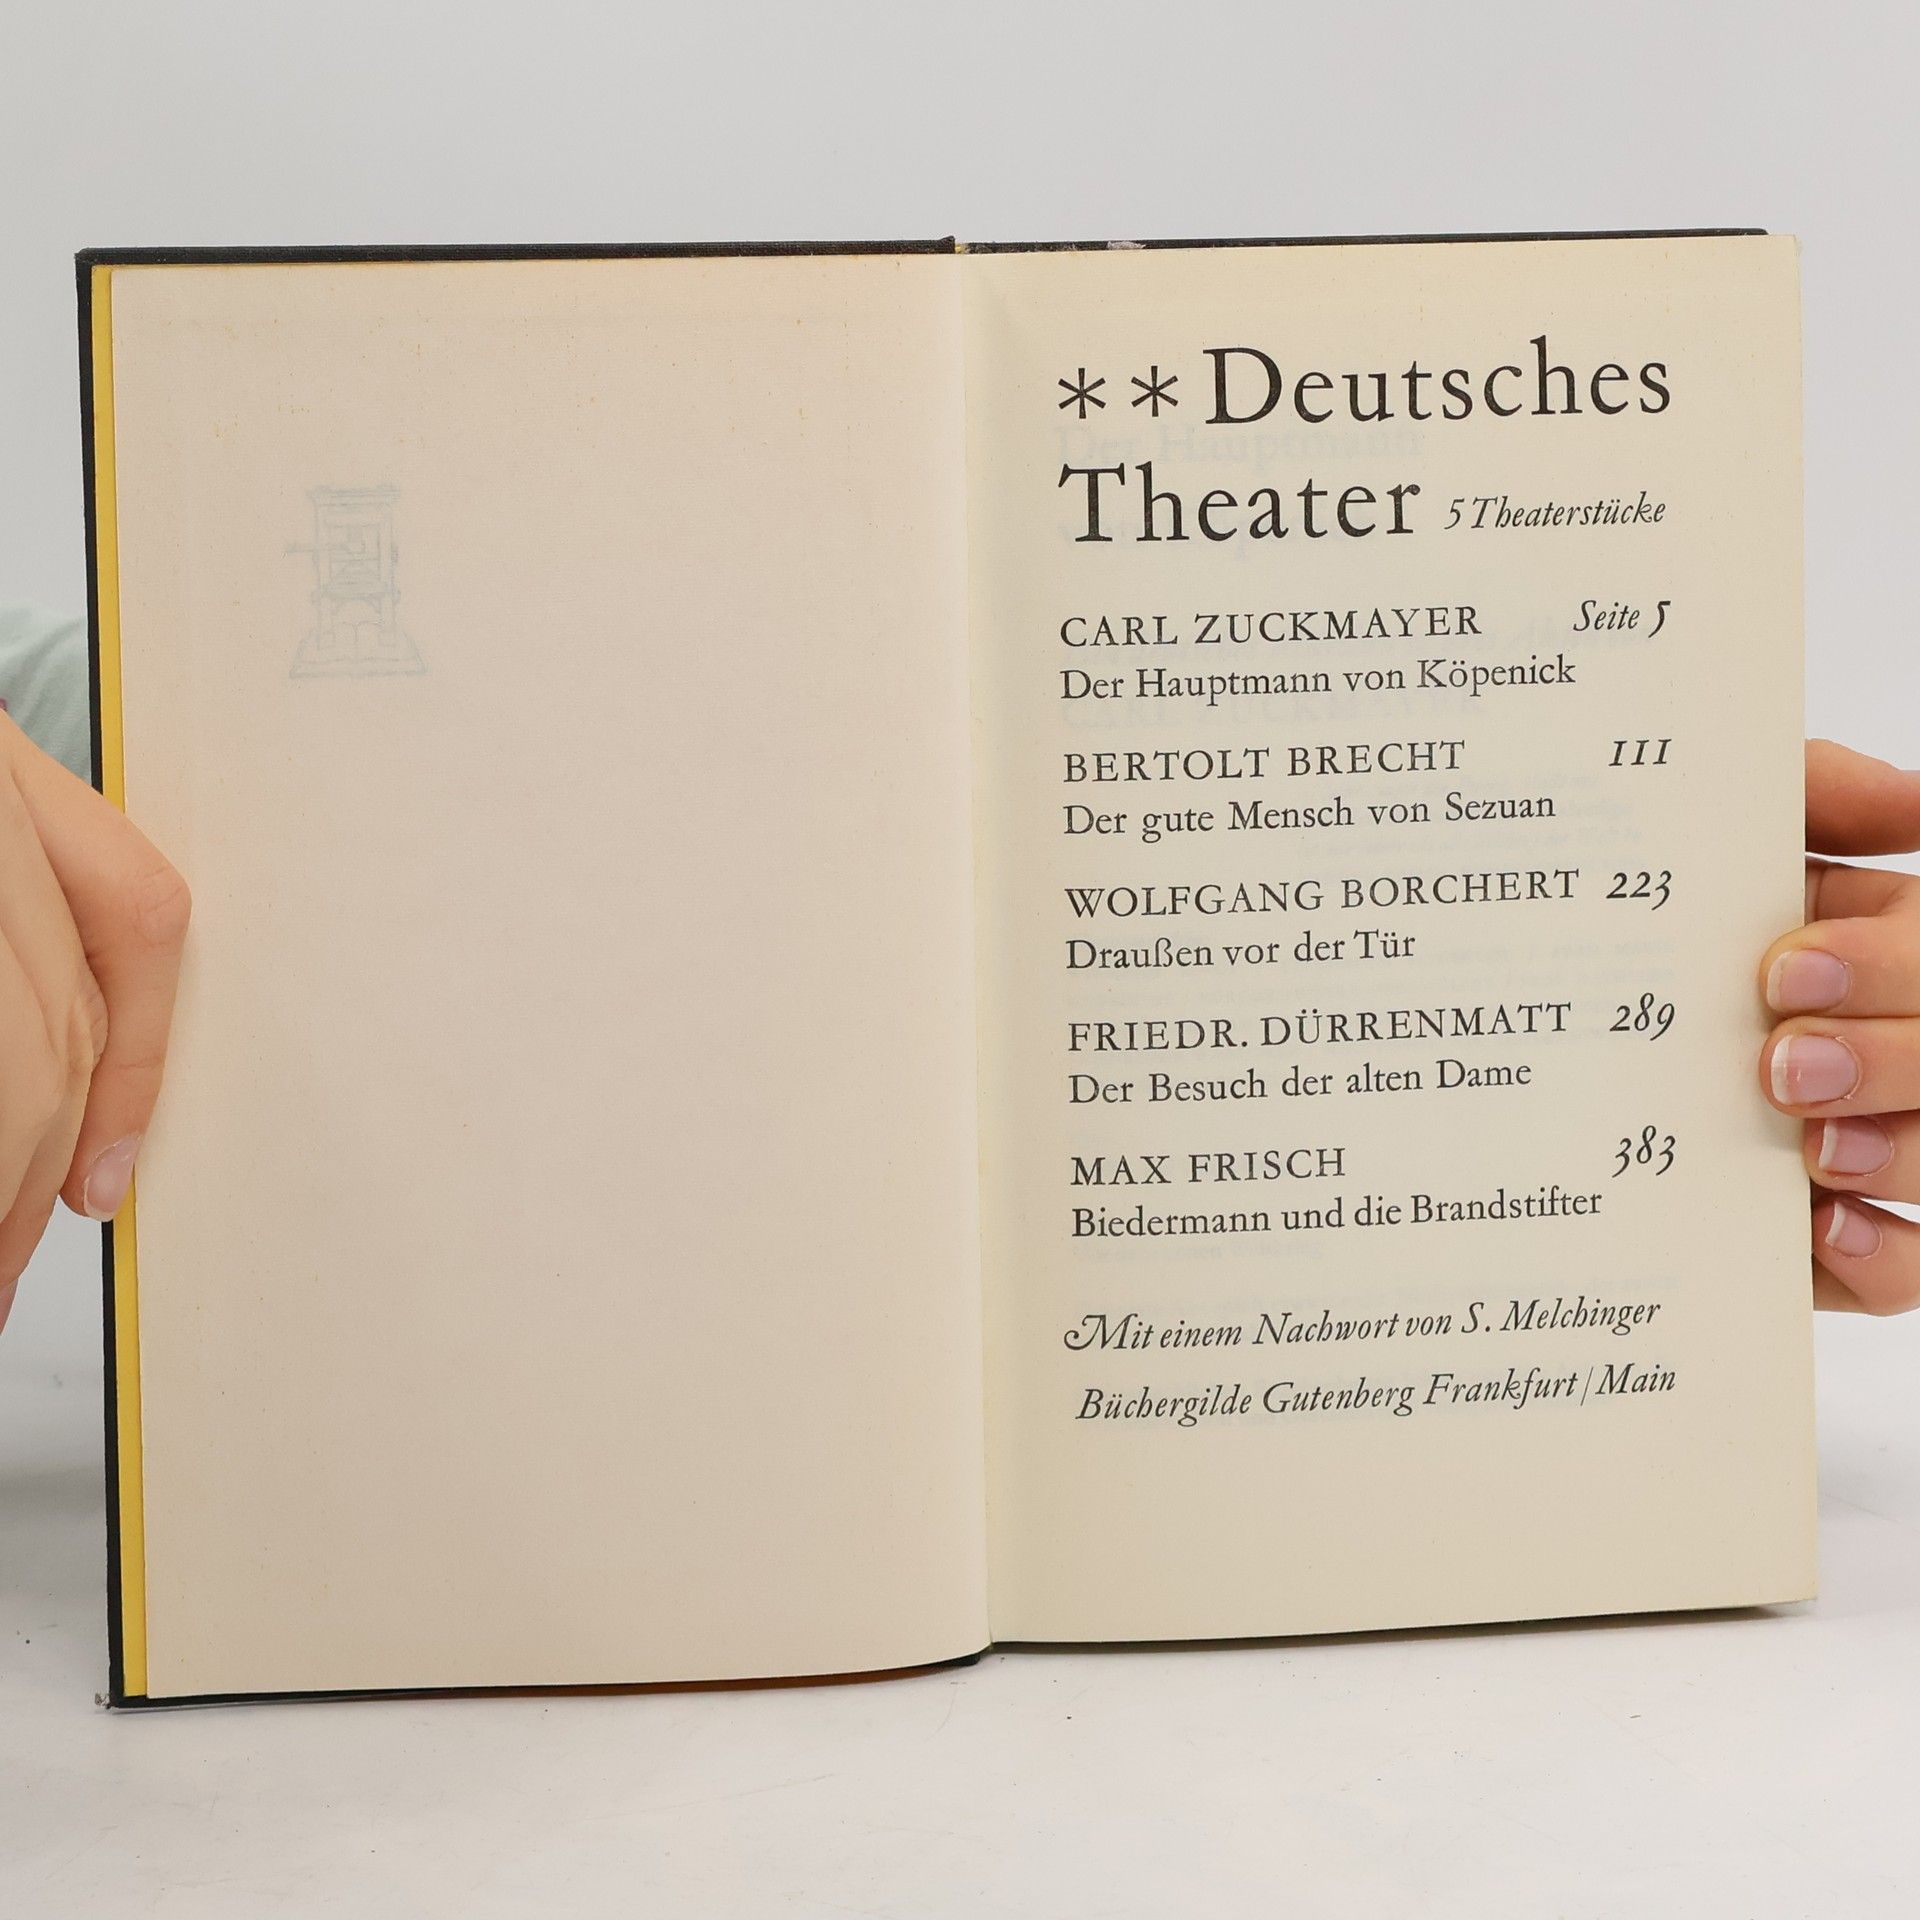 ** Deutsches
Theater 5 Theaterstücke
CARL ZUCKMAYER Seite 5
Der Hauptmann von Köpenick
BERTOLT BRECHT 111
Der gute Mensch von Sezuan
WOLFGANG BORCHERT 223
Draußen vor der Tür
FRIEDR. DÜRRENMATT 289
Der Besuch der alten Dame
MAX FRISCH 383
Biedermann und die Brandstifter
Mit einem Nachwort von S. Melchinger
Büchergilde Gutenberg Frankfurt/Main